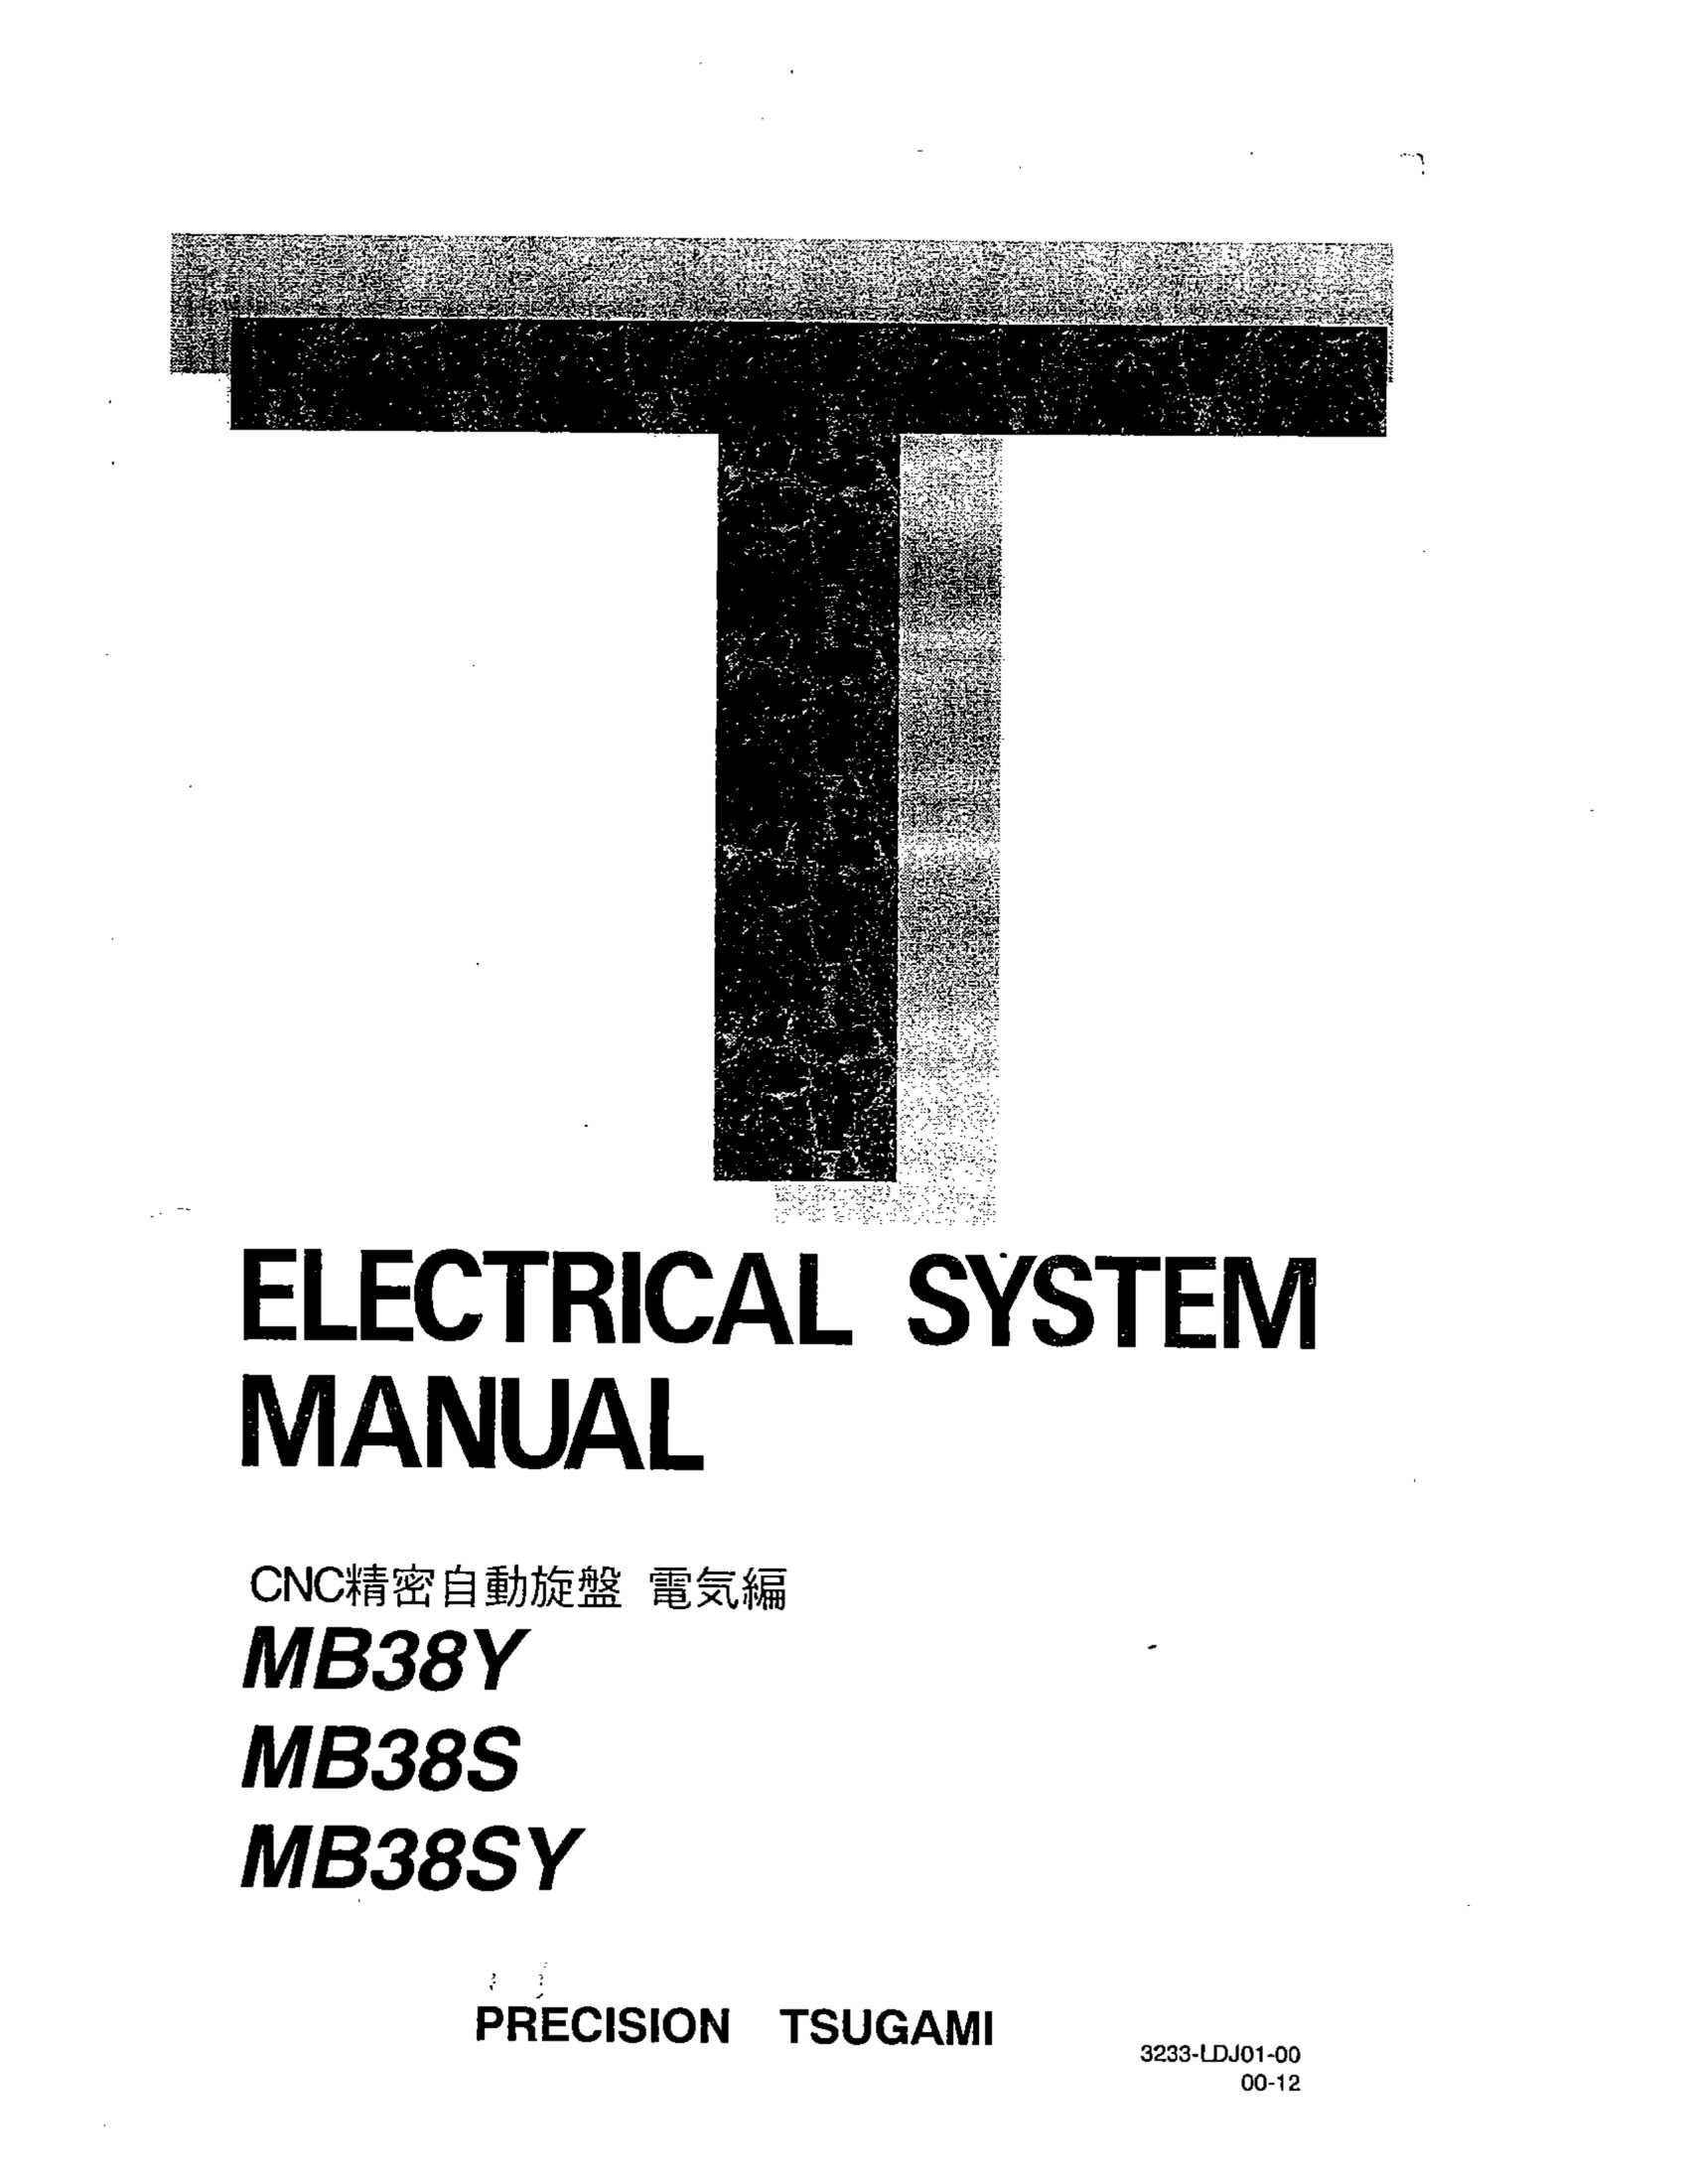 ELECTRICAL SYSTEM
MANUAL
CNC精密自動旋盤 電気編
MB38Y
MB38S
MB38SY
PRECISION TSUGAMI
3233-LDJ01-00
00-12